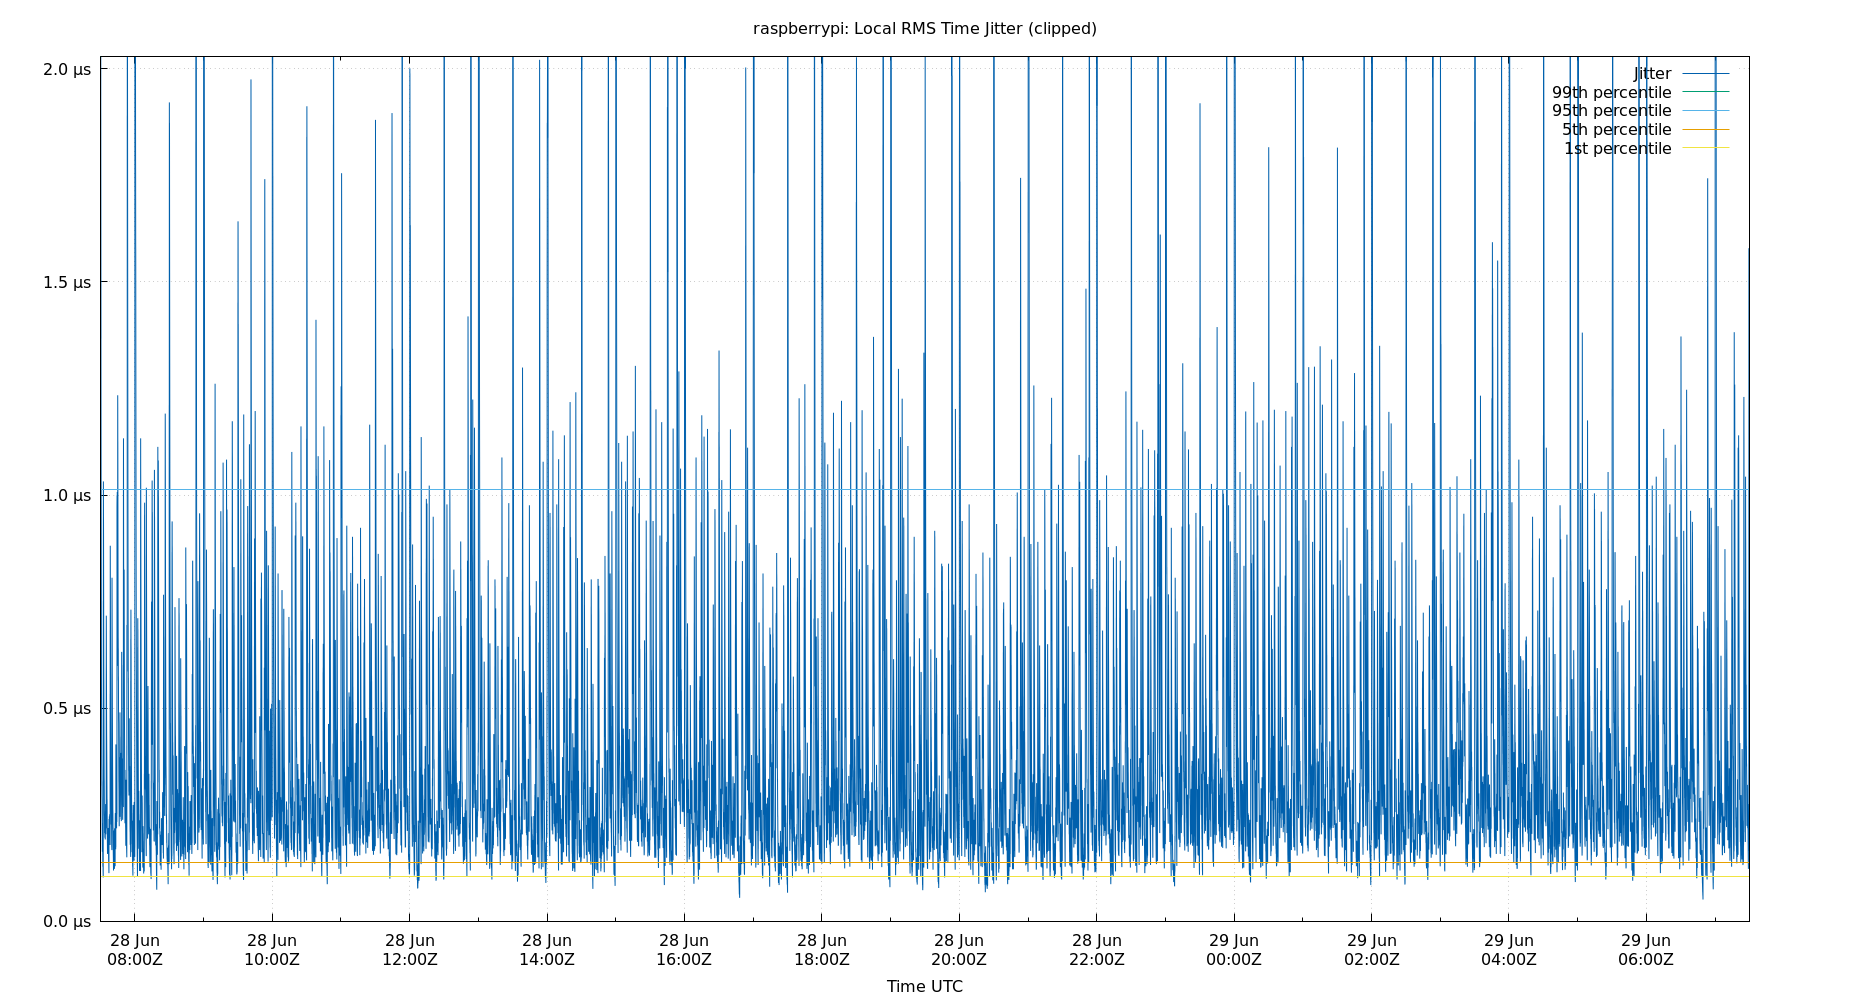 raspberrypi: Local RMS Time Jitter (clipped)
2.0 µs
1.5 µs
1.0 µs
0.5 µs
0.0 µs
Jitter
99th percentile
95th percentile
5th percentile
1st percentile
28 Jun 28 Jun 28 Jun 28 Jun 28 Jun 28 Jun 28 Jun 28 Jun 29 Jun 29 Jun 29 Jun 29 Jun
08:00Z 10:00Z 12:00Z 14:00Z 16:00Z 18:00Z 20:00Z 22:00Z 00:00Z 02:00Z 04:00Z 06:00Z
Time UTC